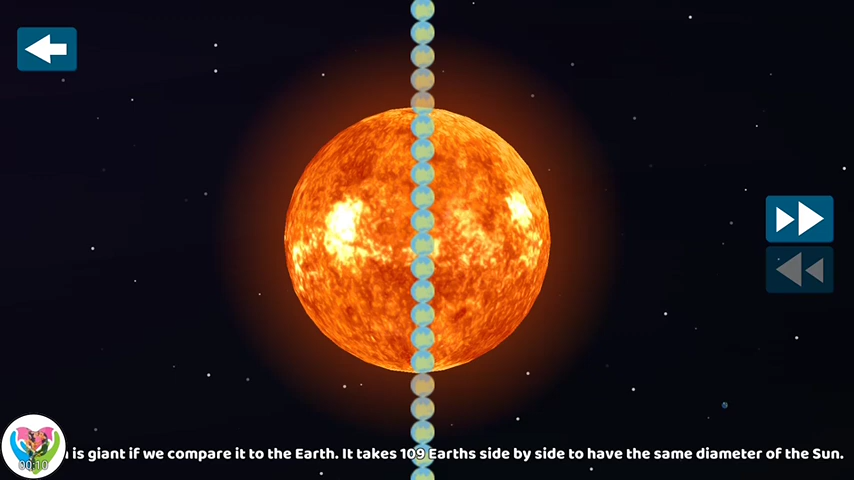 is giant if we compare it to the Earth. It takes 109 Earths side by side to have the same diameter of the Sun.
00:10